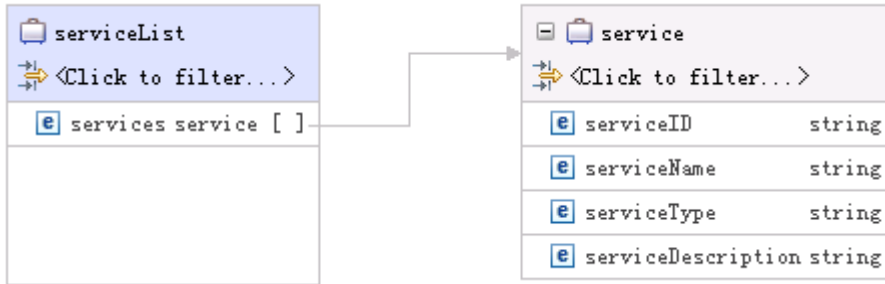 serviceList
<Click to filter...>
services service [ ]
service
<Click to filter...>
serviceID string
serviceName string
serviceType string
serviceDescription string